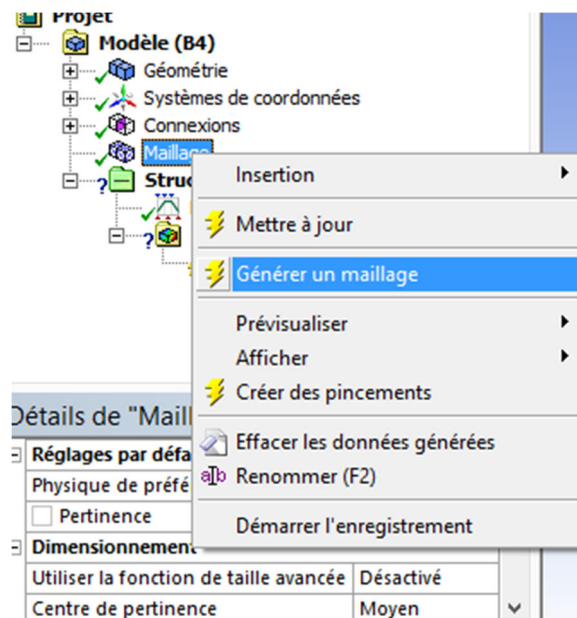 Projet
Modèle (B4)
Géométrie
Systèmes de coordonnées
Connexions
Maillage
Insertion
Mettre à jour
Générer un maillage
Prévisualiser
Afficher
Créer des pincements
Effacer les données générées
Renommer (F2)
Démarrer l'enregistrement
Détails de "Maill
Réglages par défa
Physique de préfé
Pertinence
Dimensionnement
Utiliser la fonction de taille avancée Désactivé
Centre de pertinence Moyen